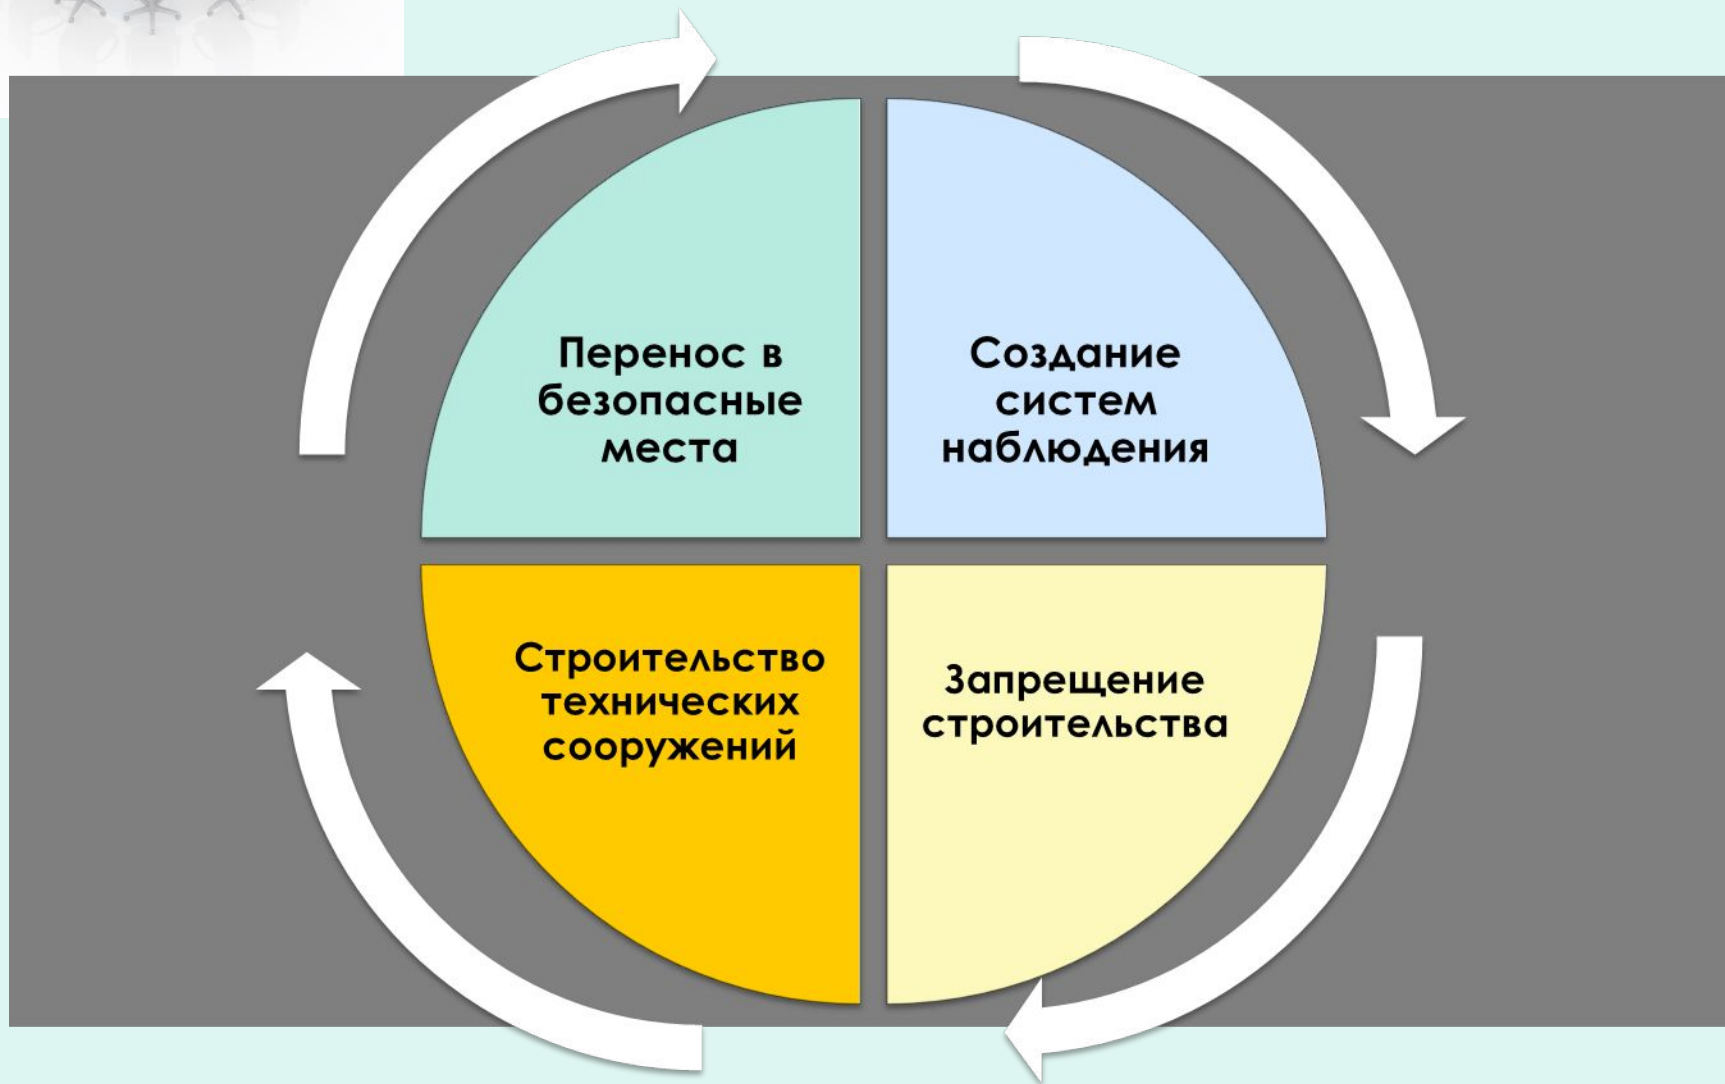 Перенос в
безопасные
места
Создание
систем
наблюдения
Строительство
технических
сооружений
Запрещение
строительства